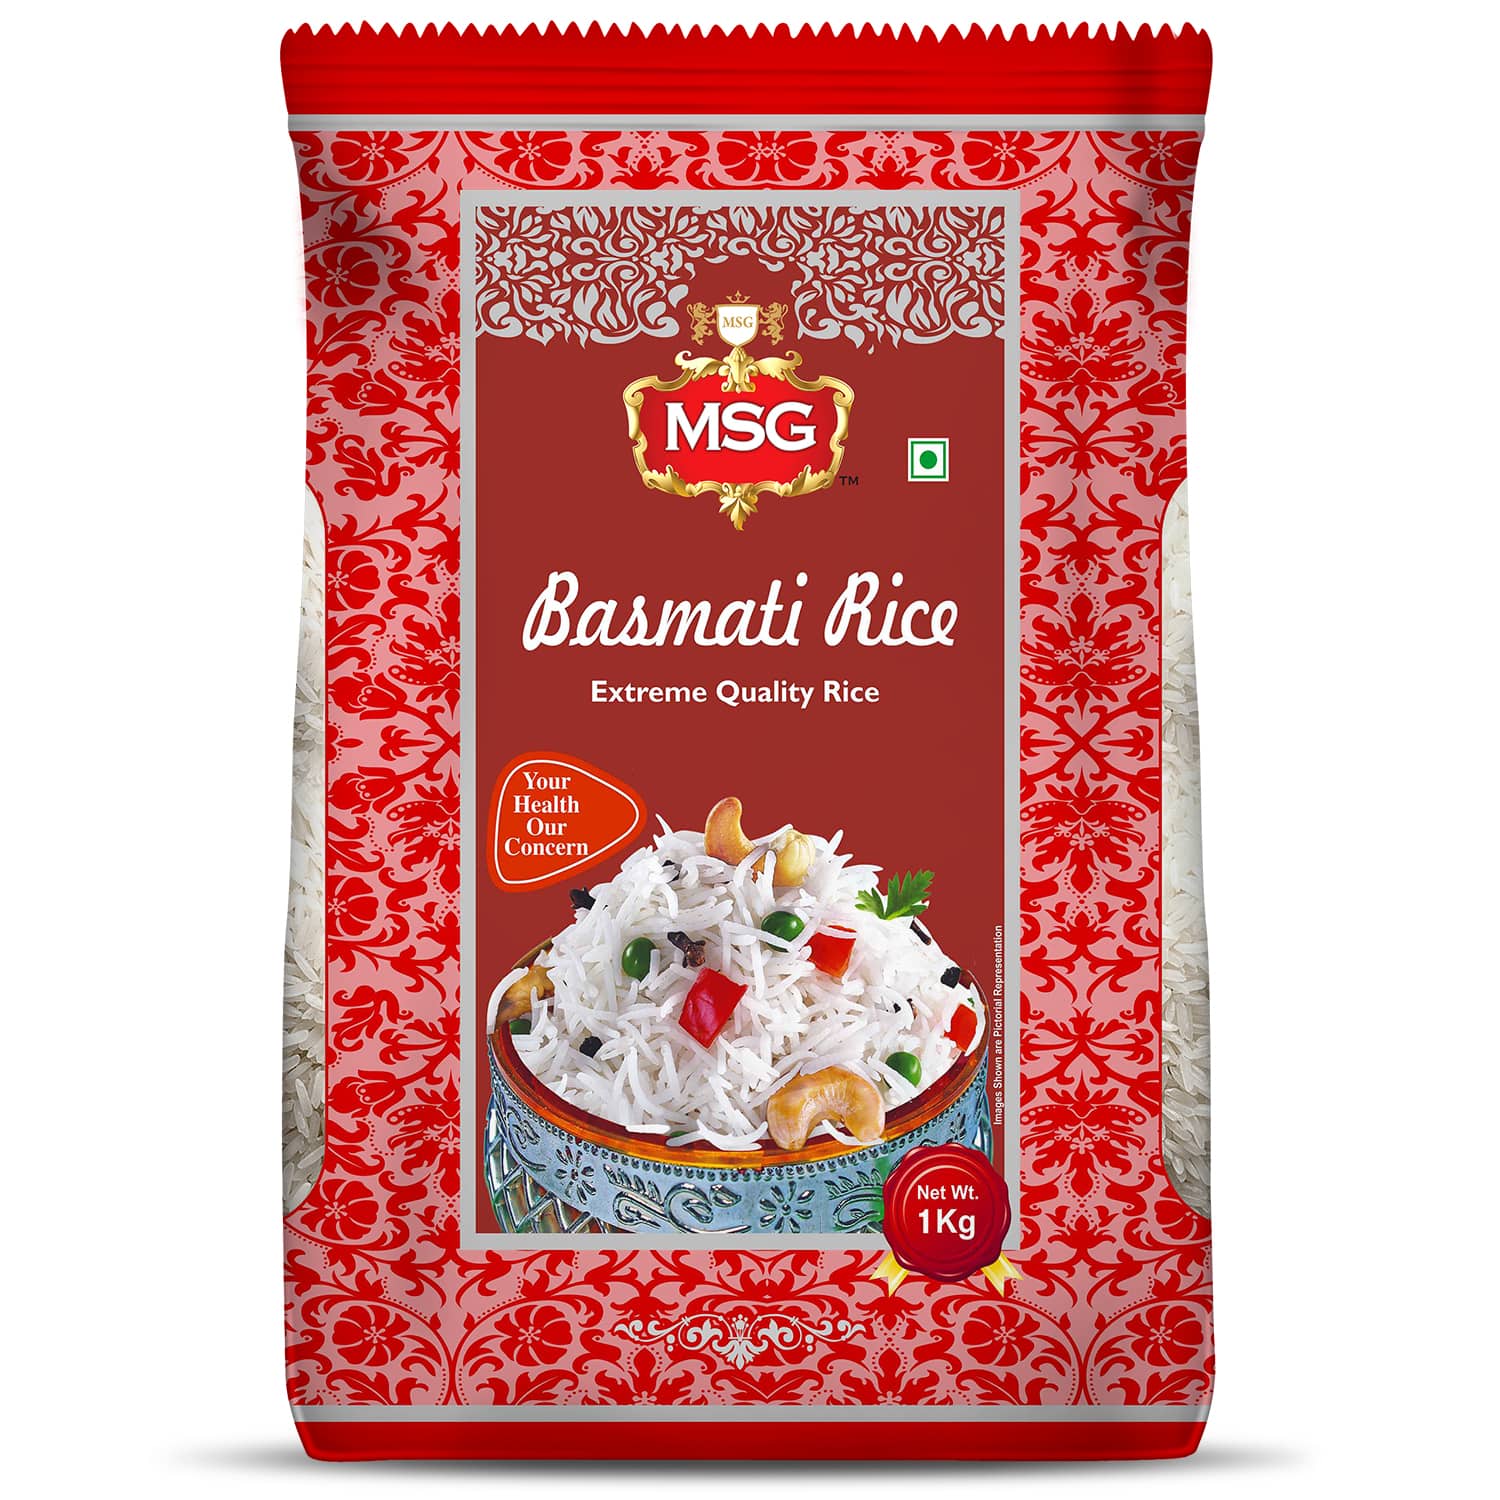 MSG
MSG
™
Basmati Rice
Extreme Quality Rice
Your
Health
Our
Concern
Images Shown are Pictorial Representation
Net Wt.
1Kg